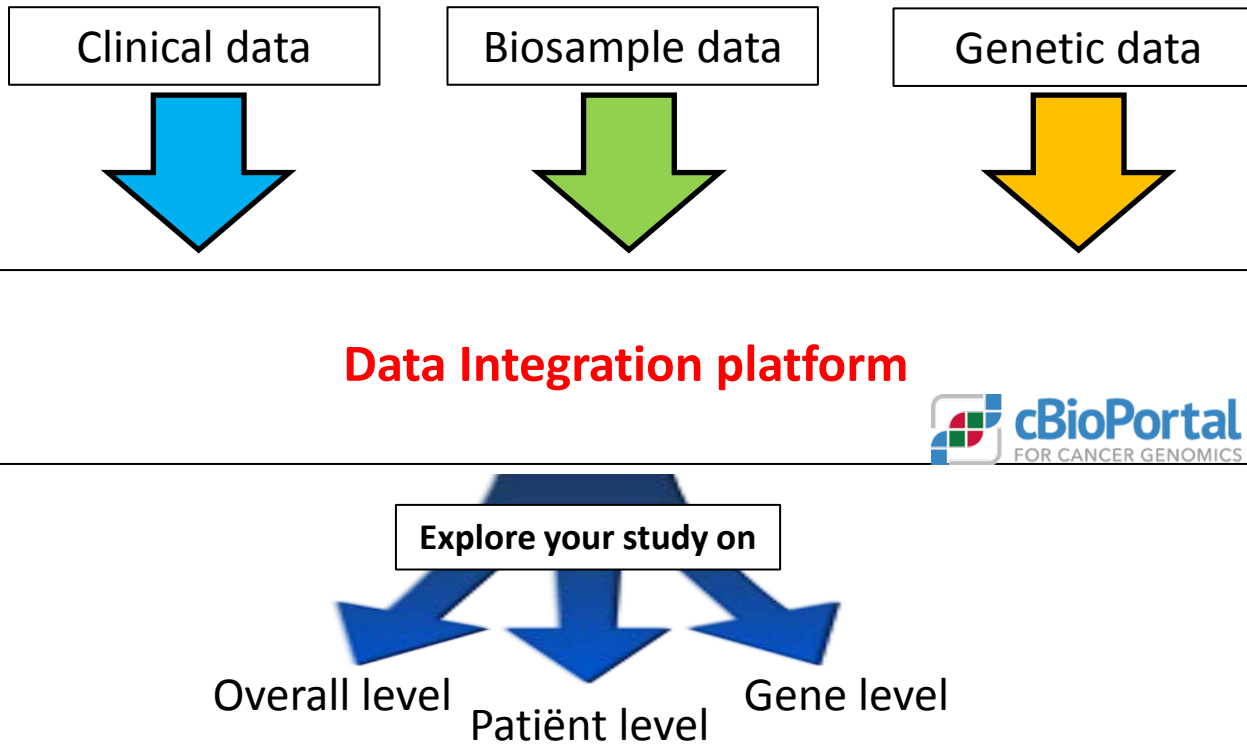 Clinical data
Biosample data
Genetic data
Data Integration platform
cBioPortal
FOR CANCER GENOMICS
Explore your study on
Overall level
Patiënt level
Gene level